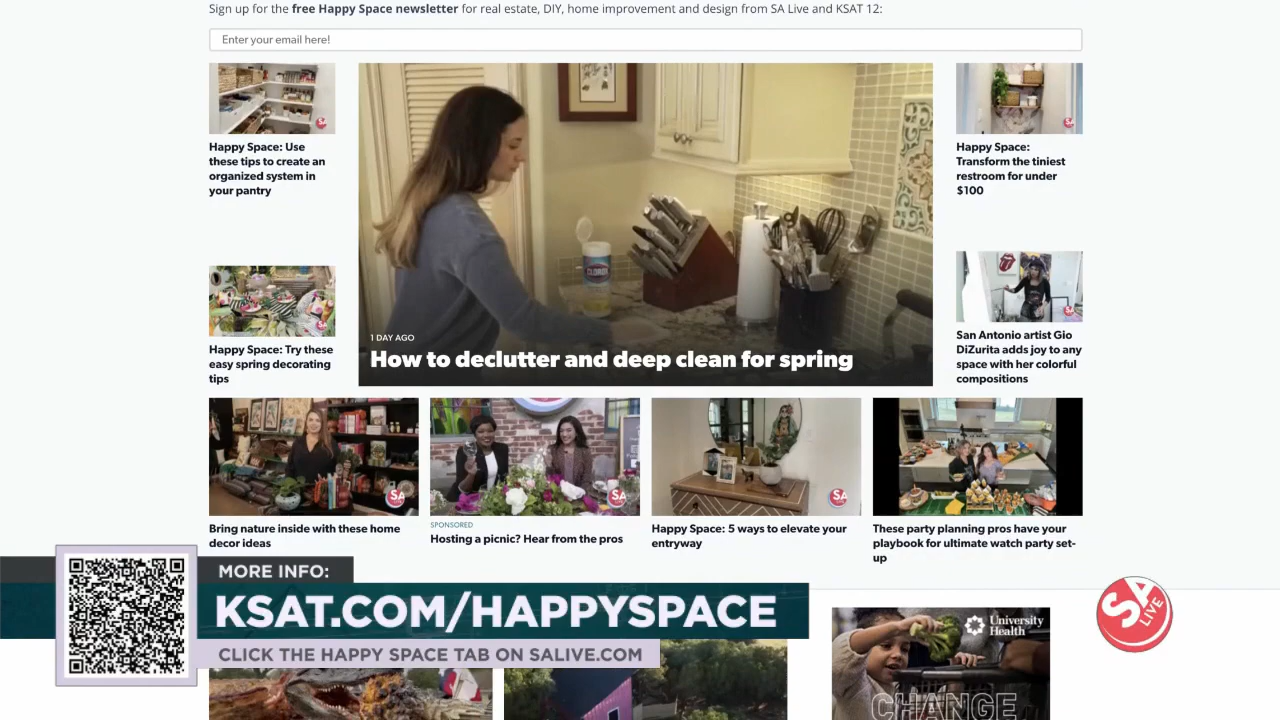 Sign up for the free Happy Space newsletter for real estate, DIY, home improvement and design from SA Live and KSAT 12:
Enter your email here!
Happy Space: Use
these tips to create an
organized system in
your pantry
Happy Space: Try these
easy spring decorating
tips
CLOROX
1 DAY AGO
How to declutter and deep clean for spring
Happy Space:
Transform the tiniest
restroom for under
$100
San Antonio artist Gio
DiZurita adds joy to any
space with her colorful
compositions
SA
Bring nature inside with these home
decor ideas
SA
SPONSORED
Hosting a picnic? Hear from the pros
SA
Happy Space: 5 ways to elevate your
entryway
These party planning pros have your
playbook for ultimate watch party set-
up
MORE INFO:
KSAT.COM/HAPPYSPACE
CLICK THE HAPPY SPACE TAB ON SALIVE.COM
University
Health
CHANGE
SA
LIVE